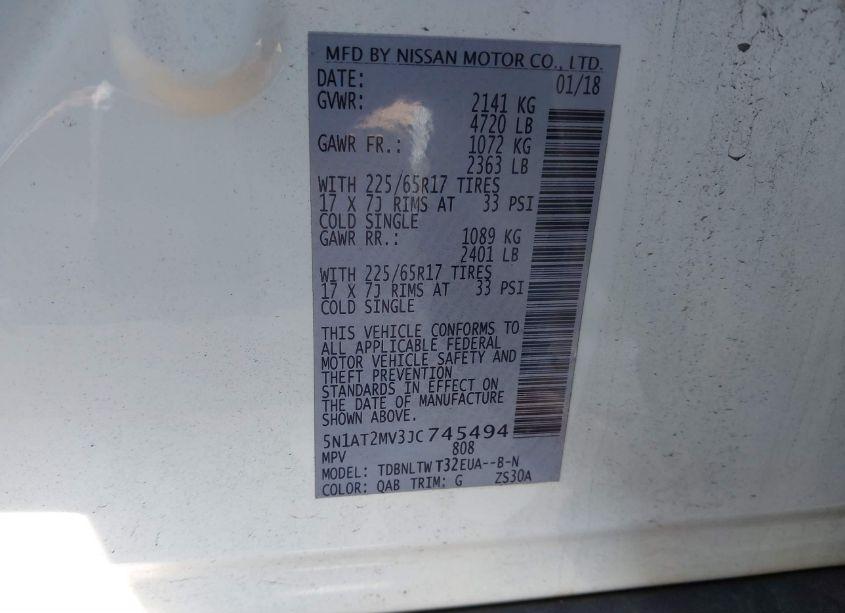 MFD BY NISSAN MOTOR CO., LTD.
DATE: 01/18
GVWR: 2141 KG
4720 LB
GAWR FR.: 1072 KG
2363 LB
WITH 225/65R17 TIRES
17 X 7J RIMS AT 33 PSI
COLD SINGLE
GAWR RR.: 1089 KG
2401 LB
WITH 225/65R17 TIRES
17 X 7J RIMS AT 33 PSI
COLD SINGLE
THIS VEHICLE CONFORMS TO
ALL APPLICABLE FEDERAL
MOTOR VEHICLE SAFETY AND
THEFT PREVENTION
STANDARDS IN EFFECT ON
THE DATE OF MANUFACTURE
SHOWN ABOVE.
5N1AT2MV3JC745494
MPV 808
MODEL: TDBNLTWT32EUA--B-N
COLOR: QAB TRIM: G ZS30A